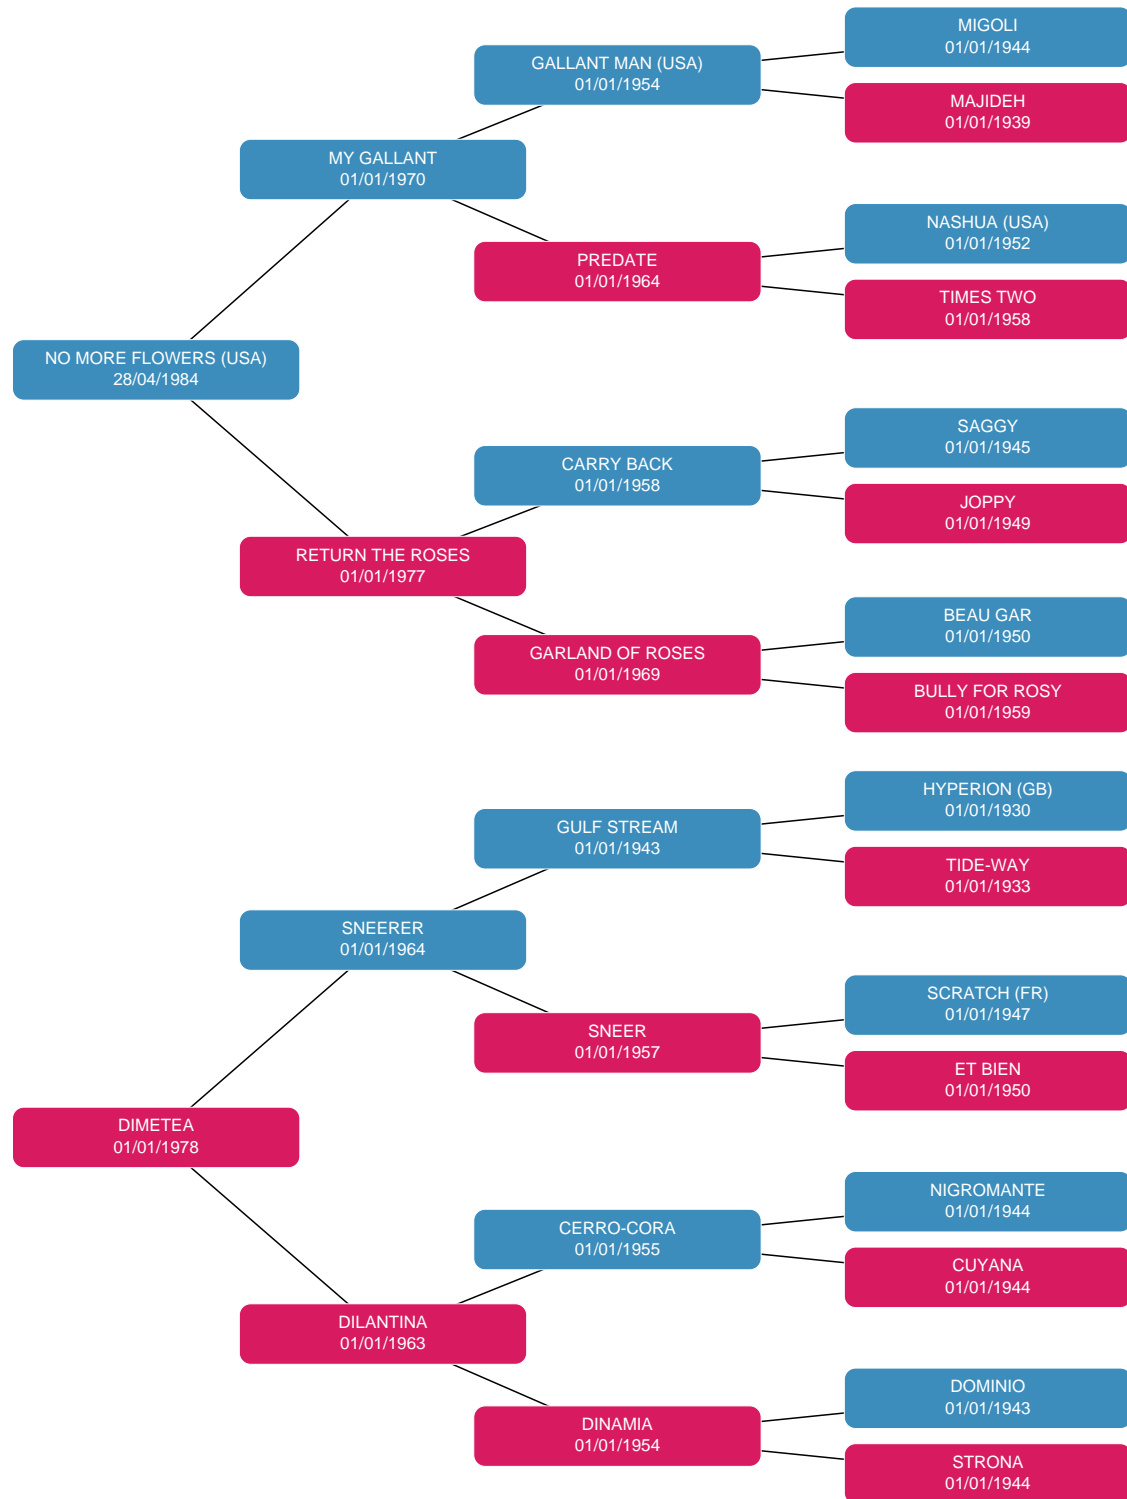 MIGOLI
01/01/1944
GALLANT MAN (USA)
01/01/1954
MAJIDEH
01/01/1939
MY GALLANT
01/01/1970
NASHUA (USA)
01/01/1952
PREDATE
01/01/1964
TIMES TWO
01/01/1958
NO MORE FLOWERS (USA)
28/04/1984
SAGGY
01/01/1945
CARRY BACK
01/01/1958
JOPPY
01/01/1949
RETURN THE ROSES
01/01/1977
BEAU GAR
01/01/1950
GARLAND OF ROSES
01/01/1969
BULLY FOR ROSY
01/01/1959
HYPERION (GB)
01/01/1930
GULF STREAM
01/01/1943
TIDE-WAY
01/01/1933
SNEERER
01/01/1964
SCRATCH (FR)
01/01/1947
SNEER
01/01/1957
ET BIEN
01/01/1950
DIMETEA
01/01/1978
NIGROMANTE
01/01/1944
CERRO-CORA
01/01/1955
CUYANA
01/01/1944
DILANTINA
01/01/1963
DOMINIO
01/01/1943
DINAMIA
01/01/1954
STRONA
01/01/1944